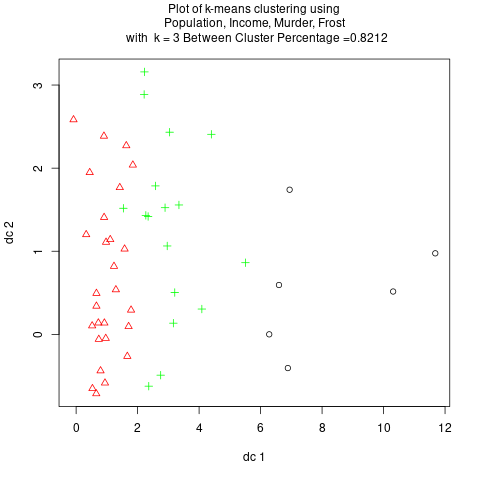 Plot of k-means clustering using
Population, Income, Murder, Frost
with k = 3 Between Cluster Percentage =0.8212
3
2
1
0
dc 2
0 2 4 6 8 10 12
dc 1